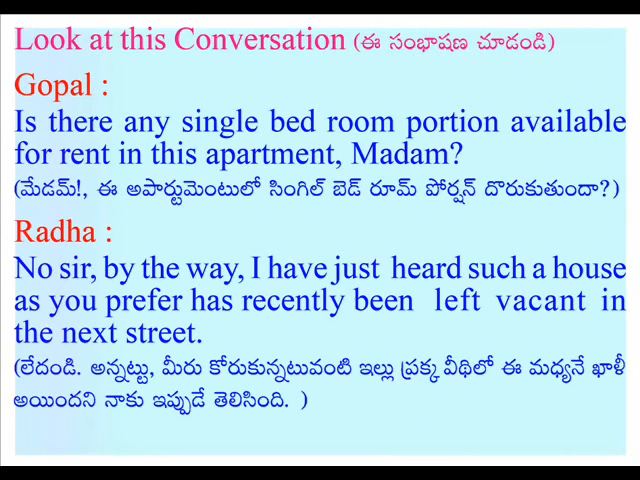 Look at this Conversation (ఈ సంభాషణ చూడండి)
Gopal :
Is there any single bed room portion available
for rent in this apartment, Madam?
(మేడమ్!, ఈ అపార్టుమెంటులో సింగిల్ బెడ్ రూమ్ పోర్షన్ దొరుకుతుందా?)
Radha :
No sir, by the way, I have just heard such a house
as you prefer has recently been left vacant in
the next street.
(లేదండి. అన్నట్టు, మీరు కోరుకున్నటువంటి ఇల్లు ప్రక్క వీథిలో ఈ మధ్యనే ఖాళీ
అయిందని నాకు ఇప్పుడే తెలిసింది. )